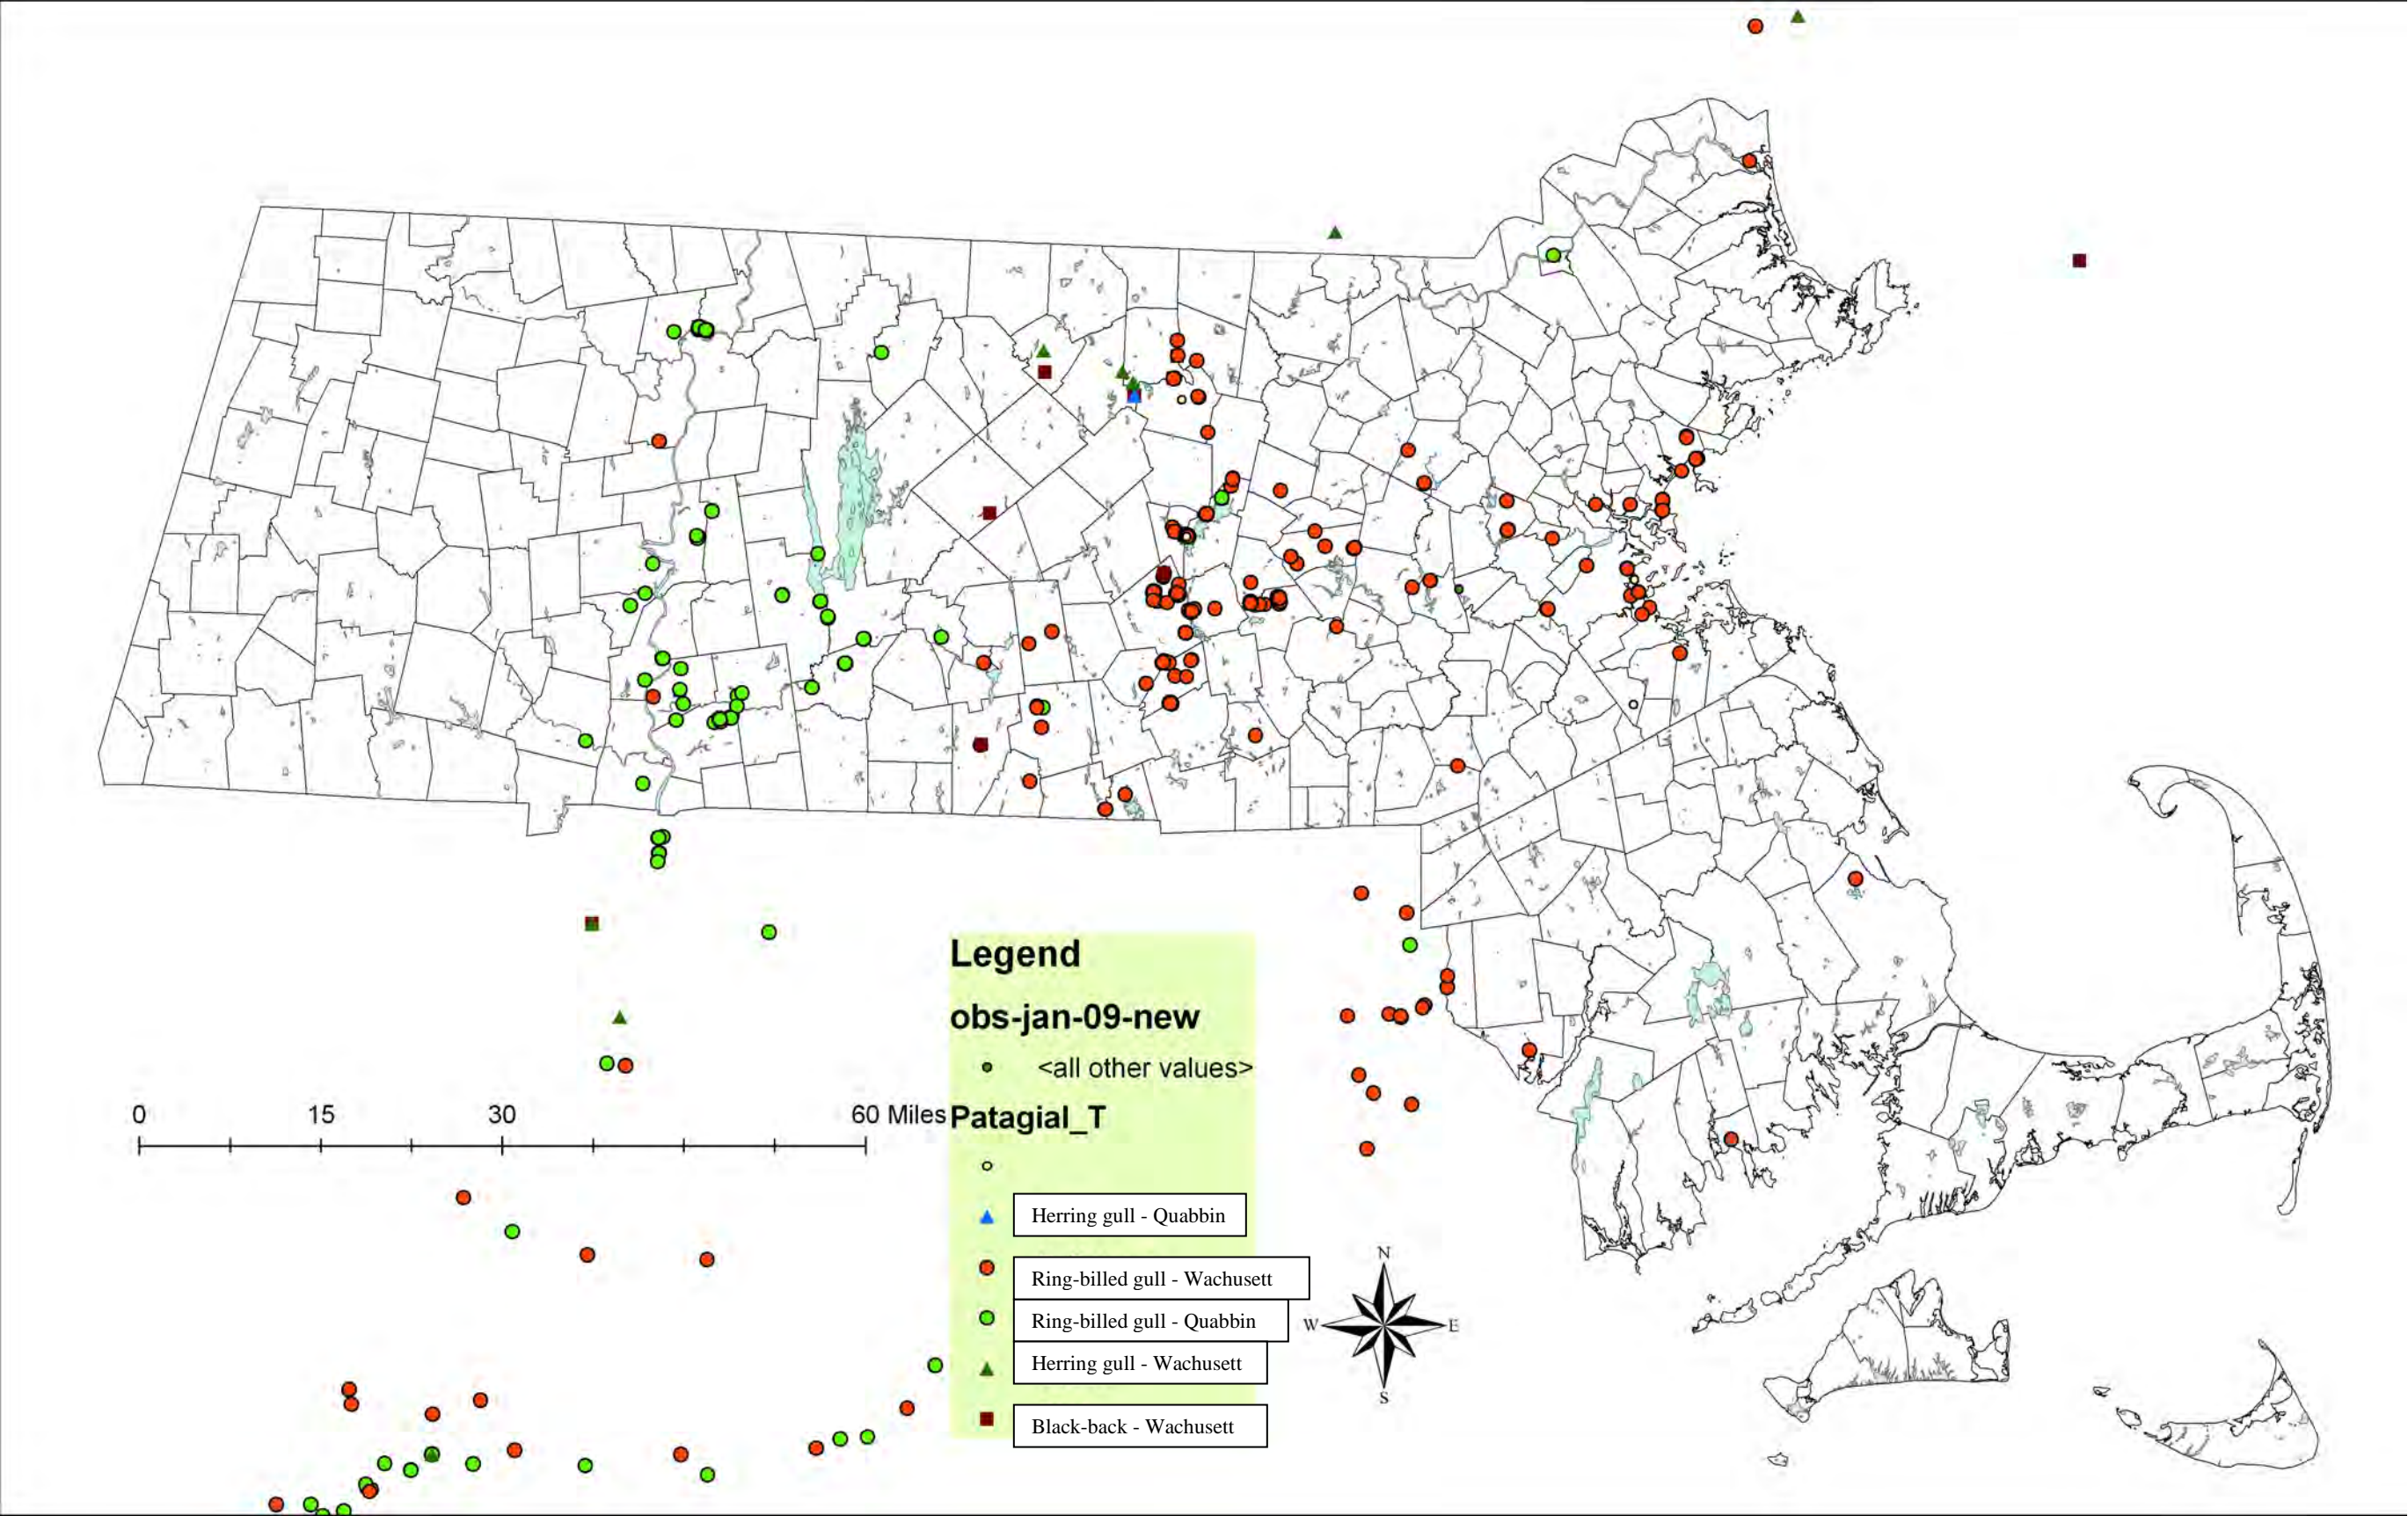 Legend
obs-jan-09-new
<all other values>
0 15 30 60 Miles
Patagial_T
Herring gull - Quabbin
Ring-billed gull - Wachusett
Ring-billed gull - Quabbin
Herring gull - Wachusett
Black-back - Wachusett
N
W E
S